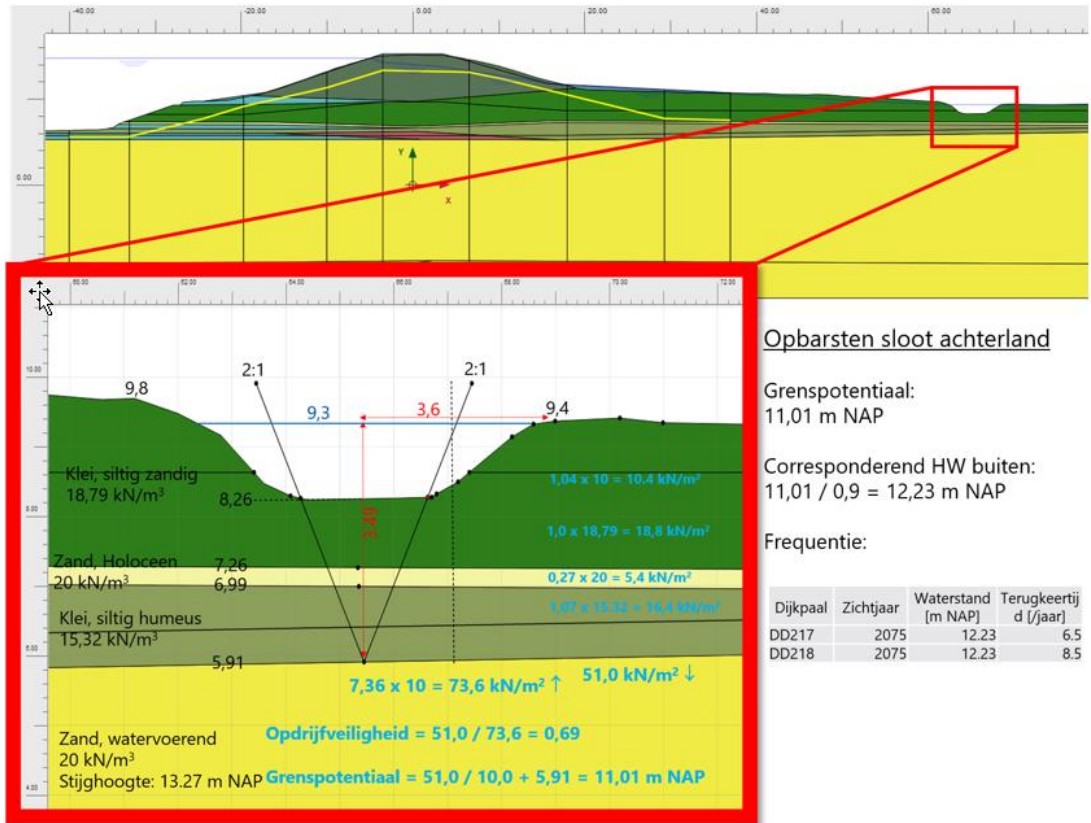 -40.00 -20.00 0.00 20.00 60.00
0.00
Y
X
60.00 62.00 64.00 66.00 68.00 72.00
10.00
2:1 2:1
9,8
9,3
3,6
9,4
Klei, siltig zandig
18,79 kN/m³
8,26
3,49
1,04 x 10 = 10.4 kN/m²
8.00
1,0 x 18,79 = 18,8 kN/m²
Zand, Holoceen
20 kN/m³
7,26
6,99
0,27 x 20 = 5,4 kN/m²
Klei, siltig humeus
15,32 kN/m³
1,07 x 15.32 = 16,4 kN/m²
5,91
7,36 x 10 = 73,6 kN/m² ↑
51,0 kN/m² ↓
Zand, watervoerend
20 kN/m³
Stijghoogte: 13.27 m NAP
Opdrijfveiligheid = 51,0 / 73,6 = 0,69
Grenspotentiaal = 51,0 / 10,0 + 5,91 = 11,01 m NAP
4.00
Opbarsten sloot achterland
Grenspotentiaal:
11,01 m NAP
Corresponderend HW buiten:
11,01 / 0,9 = 12,23 m NAP
Frequentie:
Dijkpaal Zichtjaar Waterstand [m NAP] Terugkeertij d [/jaar]
DD217 2075 12.23 6.5
DD218 2075 12.23 8.5